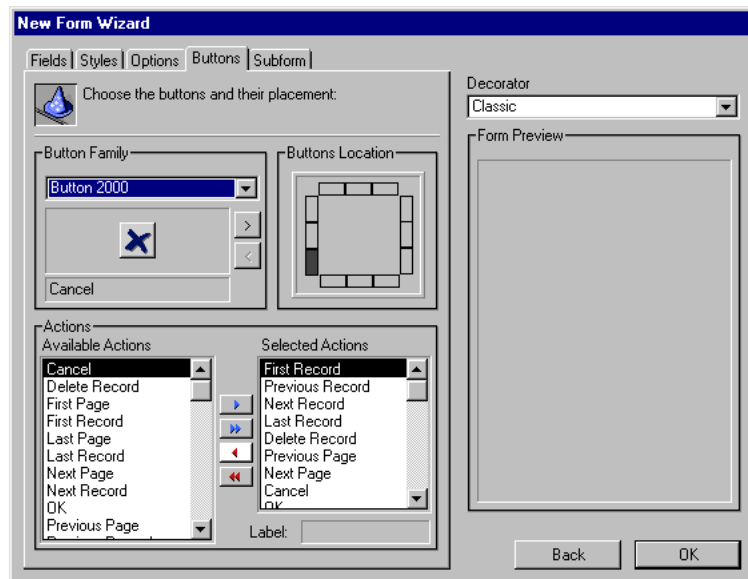 New Form Wizard
Fields
Styles
Options
Buttons
Subform
Choose the buttons and their placement:
Decorator
Classic
Form Preview
Button Family
Buttons Location
Button 2000
>
<
Cancel
Actions
Available Actions
Selected Actions
Cancel
Delete Record
First Page
First Record
Last Page
Last Record
Next Page
Next Record
OK
Previous Page
First Record
Previous Record
Next Record
Last Record
Delete Record
Previous Page
Next Page
Cancel
OK
Label:
Back
OK